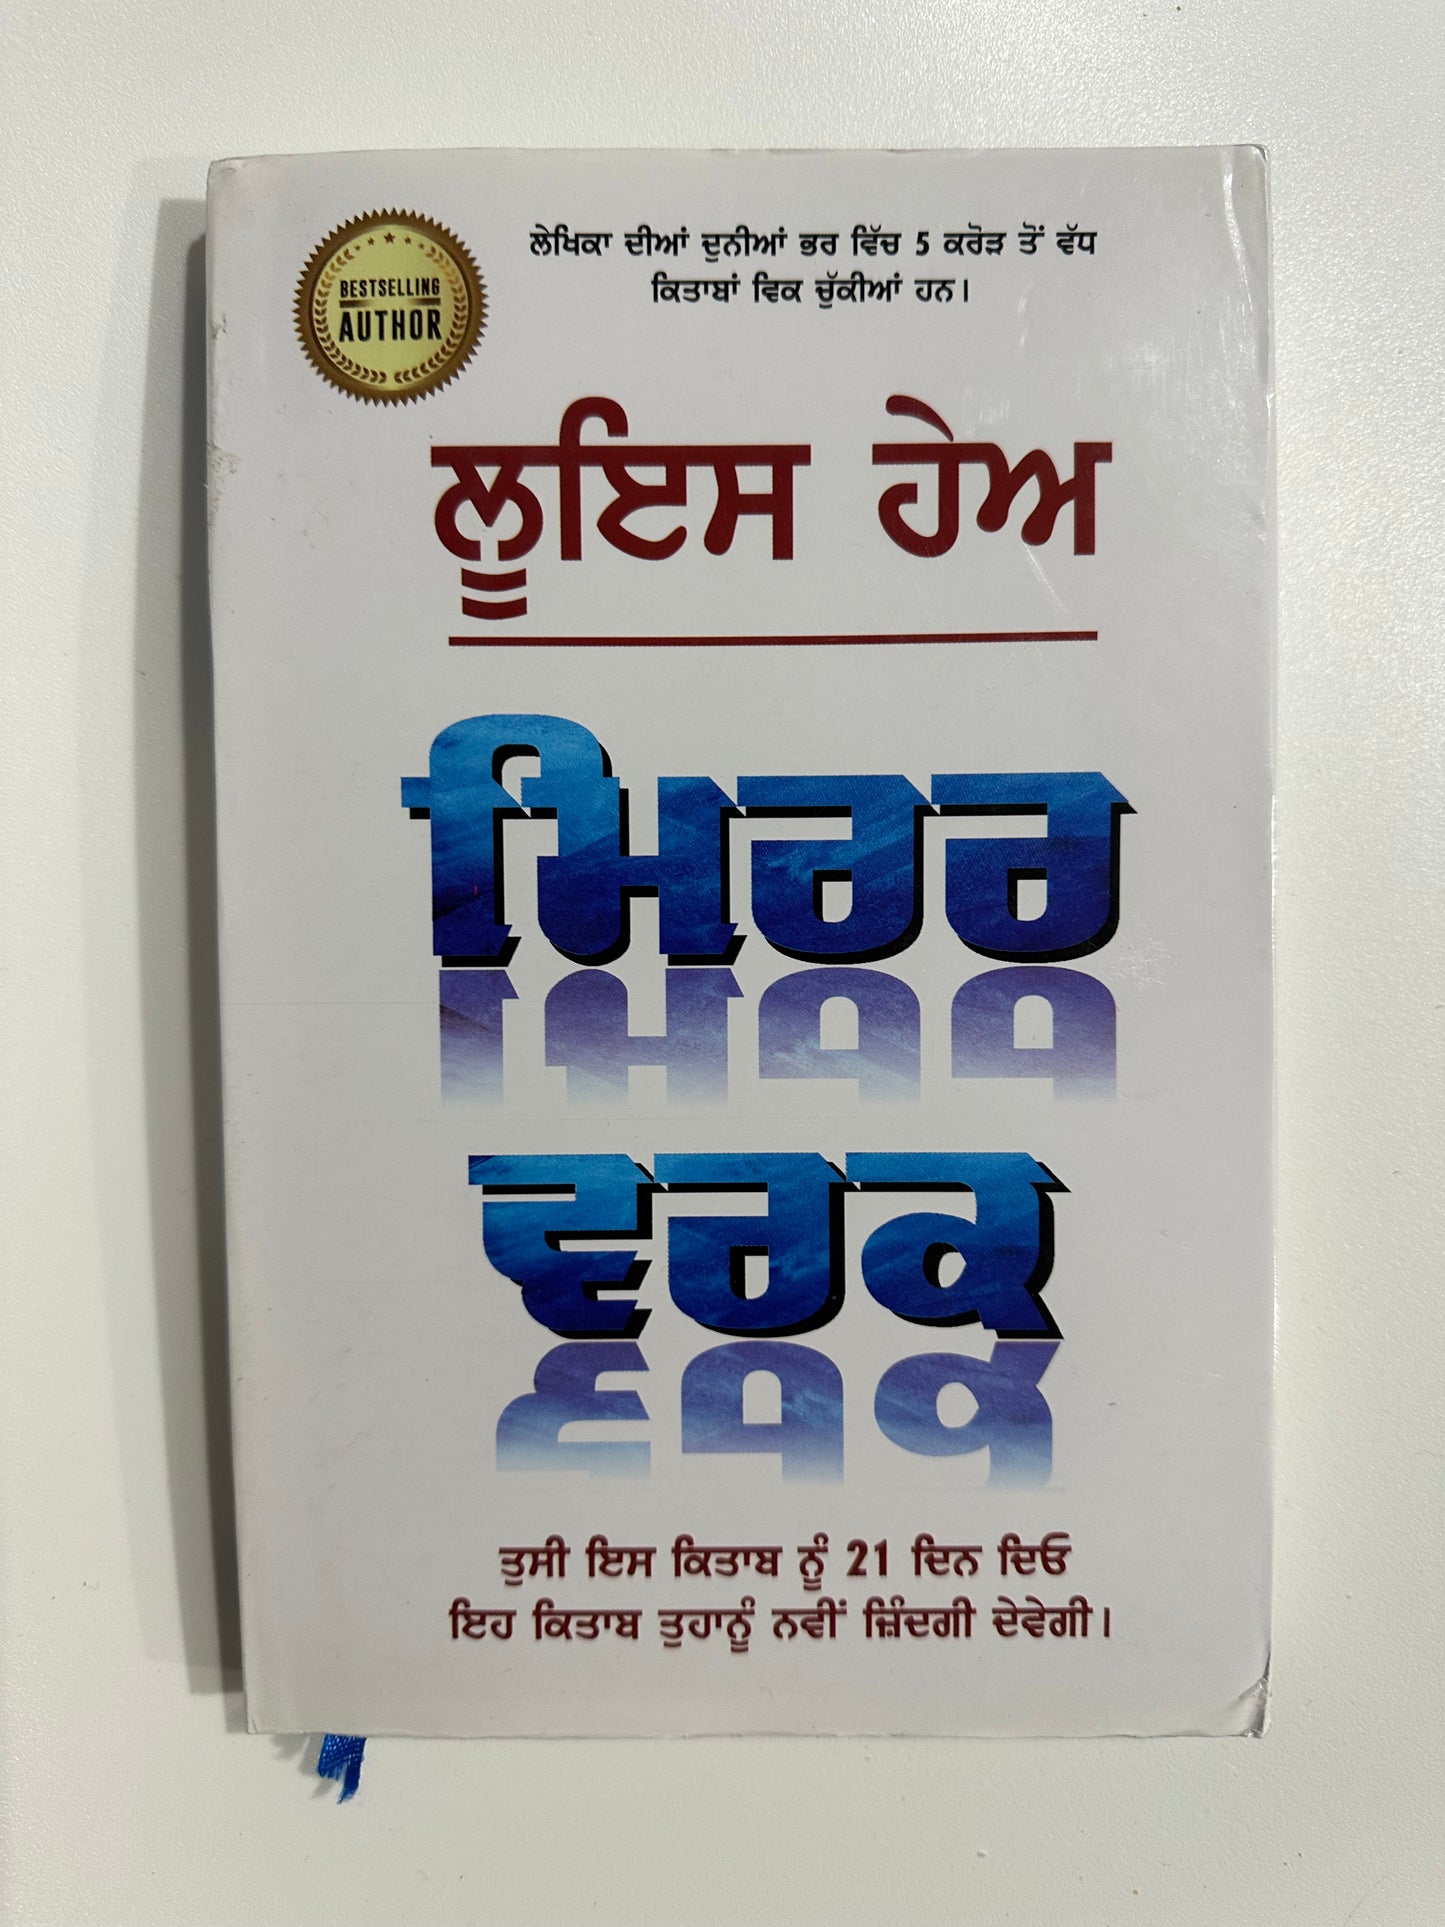 BESTSELLING
AUTHOR
ਲੇਖਿਕਾ ਦੀਆਂ ਦੁਨੀਆਂ ਭਰ ਵਿੱਚ 5 ਕਰੋੜ ਤੋਂ ਵੱਧ
ਕਿਤਾਬਾਂ ਵਿਕ ਚੁੱਕੀਆਂ ਹਨ।
ਲੂਇਸ ਹੇਅ
ਮਿਰਰ
ਵਰਕ
ਤੁਸੀ ਇਸ ਕਿਤਾਬ ਨੂੰ 21 ਦਿਨ ਦਿਓ
ਇਹ ਕਿਤਾਬ ਤੁਹਾਨੂੰ ਨਵੀਂ ਜ਼ਿੰਦਗੀ ਦੇਵੇਗੀ।